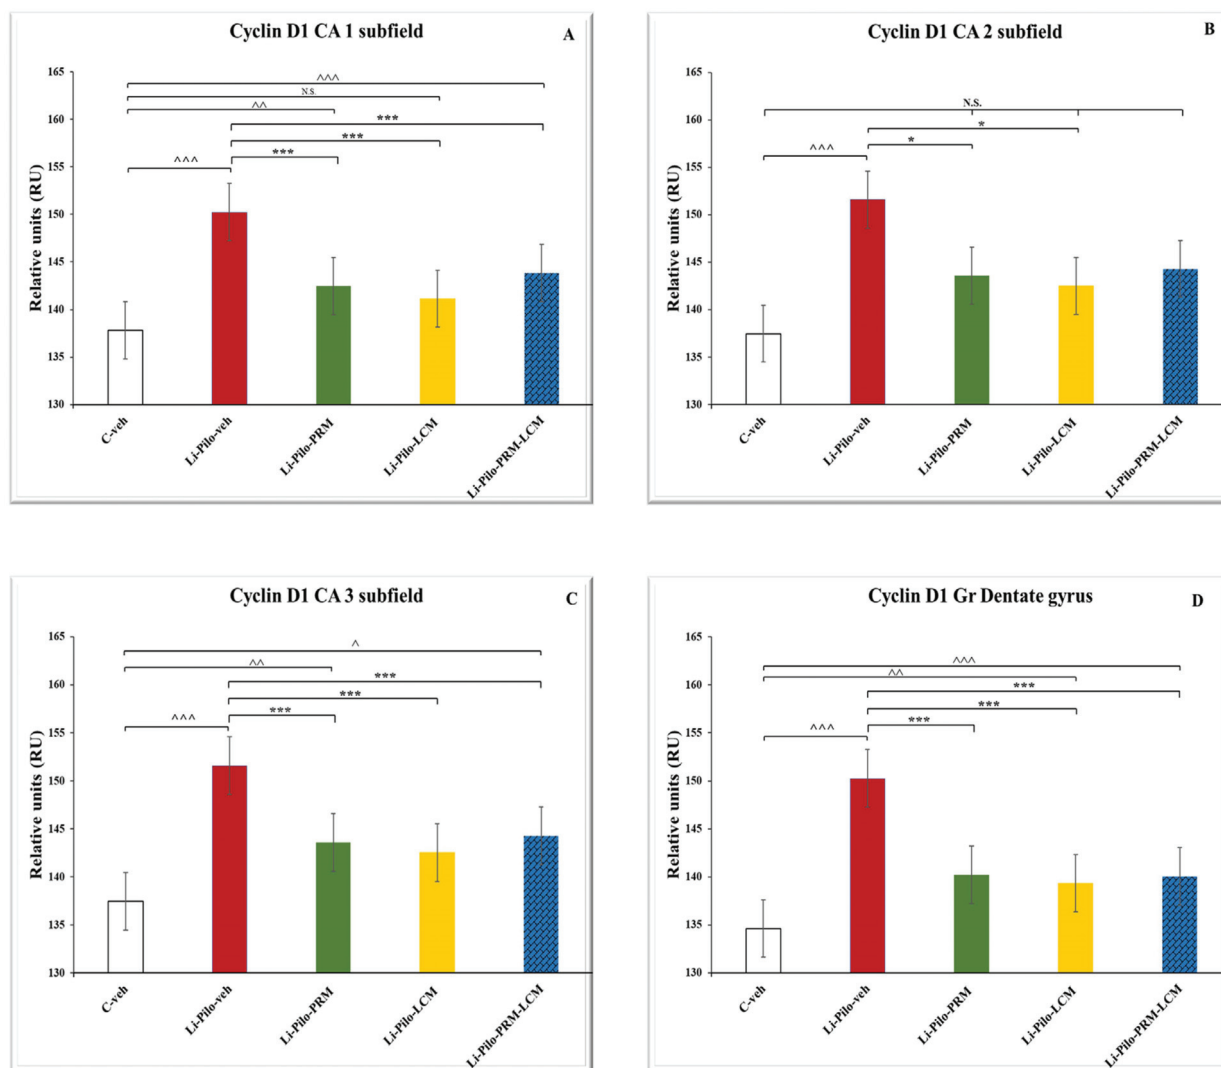 Cyclin D1 CA 1 subfield
A
165
160
155
150
145
140
135
130
Relative units (RU)
^^^
N.S.
^^
***
***
^^^
***
C-veh
Li-Pilo-veh
Li-Pilo-PRM
Li-Pilo-LCM
Li-Pilo-PRM-LCM
Cyclin D1 CA 2 subfield
B
165
160
155
150
145
140
135
130
Relative units (RU)
N.S.
*
^^^
*
C-veh
Li-Pilo-veh
Li-Pilo-PRM
Li-Pilo-LCM
Li-Pilo-PRM-LCM
Cyclin D1 CA 3 subfield
C
165
160
155
150
145
140
135
130
Relative units (RU)
^
^^
***
***
^^^
***
C-veh
Li-Pilo-veh
Li-Pilo-PRM
Li-Pilo-LCM
Li-Pilo-PRM-LCM
Cyclin D1 Gr Dentate gyrus
D
165
160
155
150
145
140
135
130
Relative units (RU)
^^^
^^
***
***
^^^
***
C-veh
Li-Pilo-veh
Li-Pilo-PRM
Li-Pilo-LCM
Li-Pilo-PRM-LCM